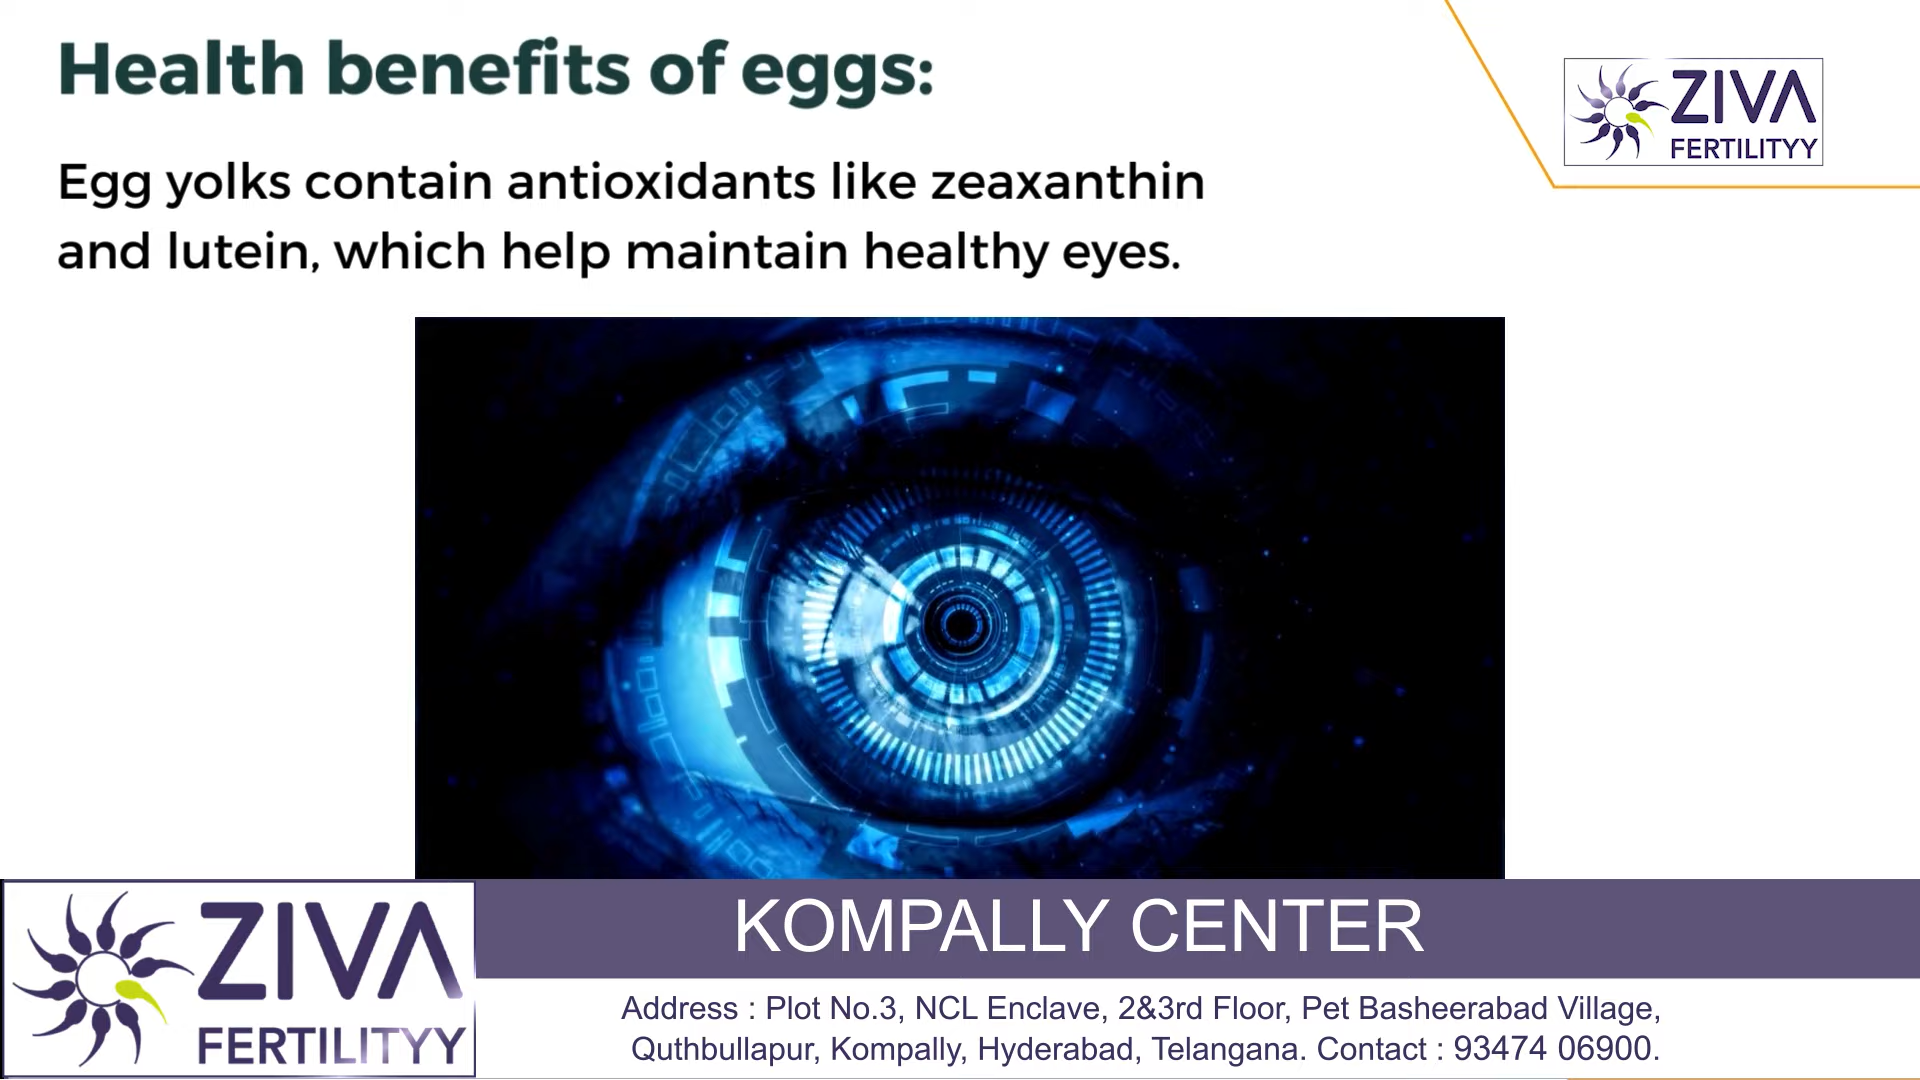 Health benefits of eggs:
ZIVA
FERTILITYY
Egg yolks contain antioxidants like zeaxanthin
and lutein, which help maintain healthy eyes.
ZIVA
FERTILITYY
KOMPALLY CENTER
Address : Plot No.3, NCL Enclave, 2&3rd Floor, Pet Basheerabad Village,
Quthbullapur, Kompally, Hyderabad, Telangana. Contact : 93474 06900.